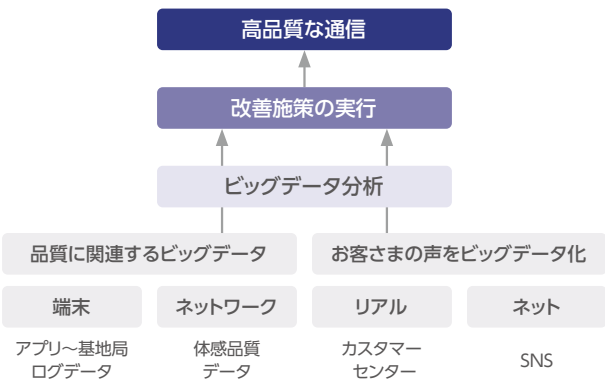 高品質な通信
改善施策の実行
ビッグデータ分析
品質に関連するビッグデータ
お客さまの声をビッグデータ化
端末
ネットワーク
リアル
ネット
アプリ〜基地局
ログデータ
体感品質
データ
カスタマー
センター
SNS